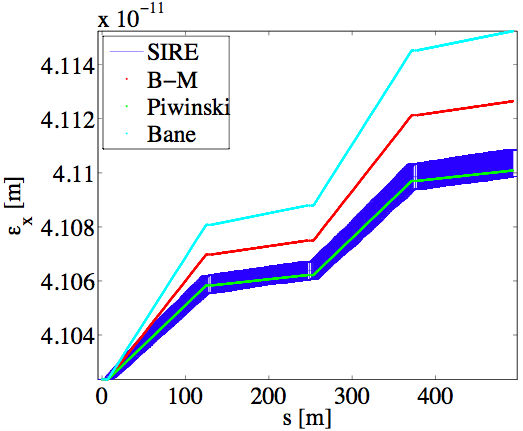 x 10⁻¹¹
SIRE
B−M
Piwinski
Bane
4.114
4.112
4.11
4.108
4.106
4.104
εx [m]
0 100 200 300 400
s [m]